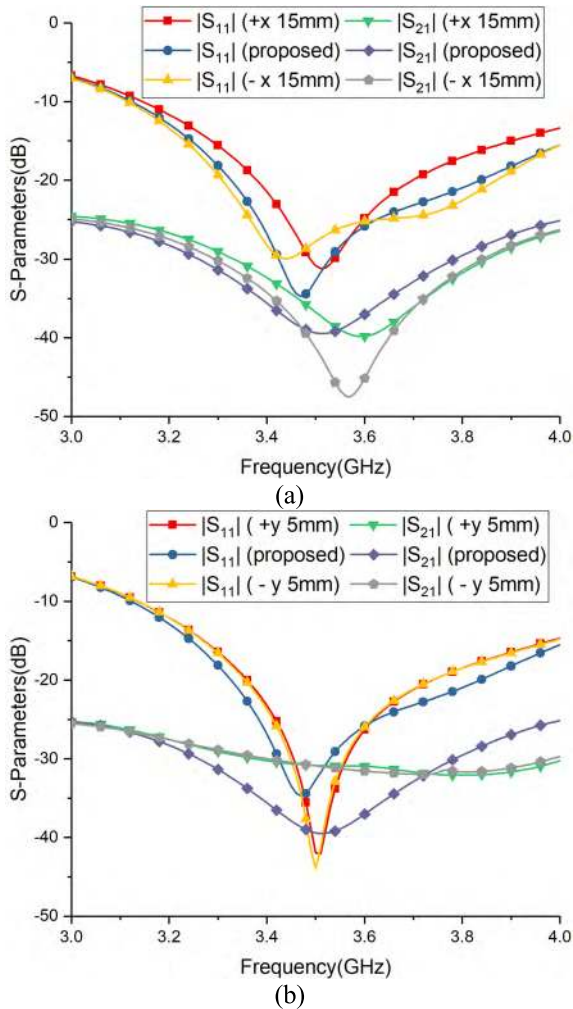 |S11| (+x 15mm) |S21| (+x 15mm)
|S11| (proposed) |S21| (proposed)
|S11| (- x 15mm) |S21| (- x 15mm)
0
-10
-20
-30
-40
-50
S-Parameters(dB)
3.0 3.2 3.4 3.6 3.8 4.0
Frequency(GHz)
(a)
|S11| ( +y 5mm) |S21| ( +y 5mm)
|S11| (proposed) |S21| (proposed)
|S11| ( - y 5mm) |S21| ( - y 5mm)
0
-10
-20
-30
-40
-50
S-Parameters(dB)
3.0 3.2 3.4 3.6 3.8 4.0
Frequency(GHz)
(b)